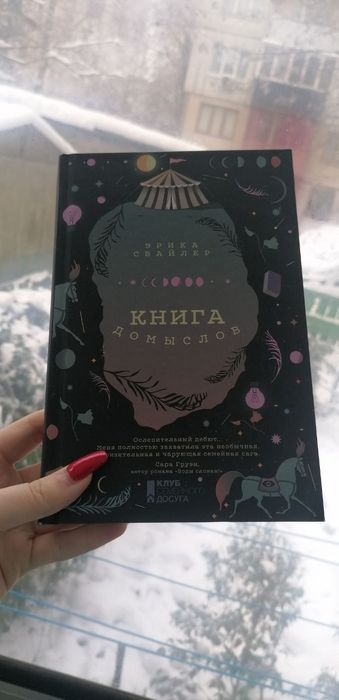 ЭРИКА
СВАЙЛЕР
КНИГА
ДОМЫСЛОВ
Ослепительный дебют...
Меня полностью захватила эта необычная,
пронзительная и чарующая семейная сага.
Сара Груэн,
автор романа «Воды слонам!»
КЛУБ
СЕМЕЙНОГО
ДОСУГА